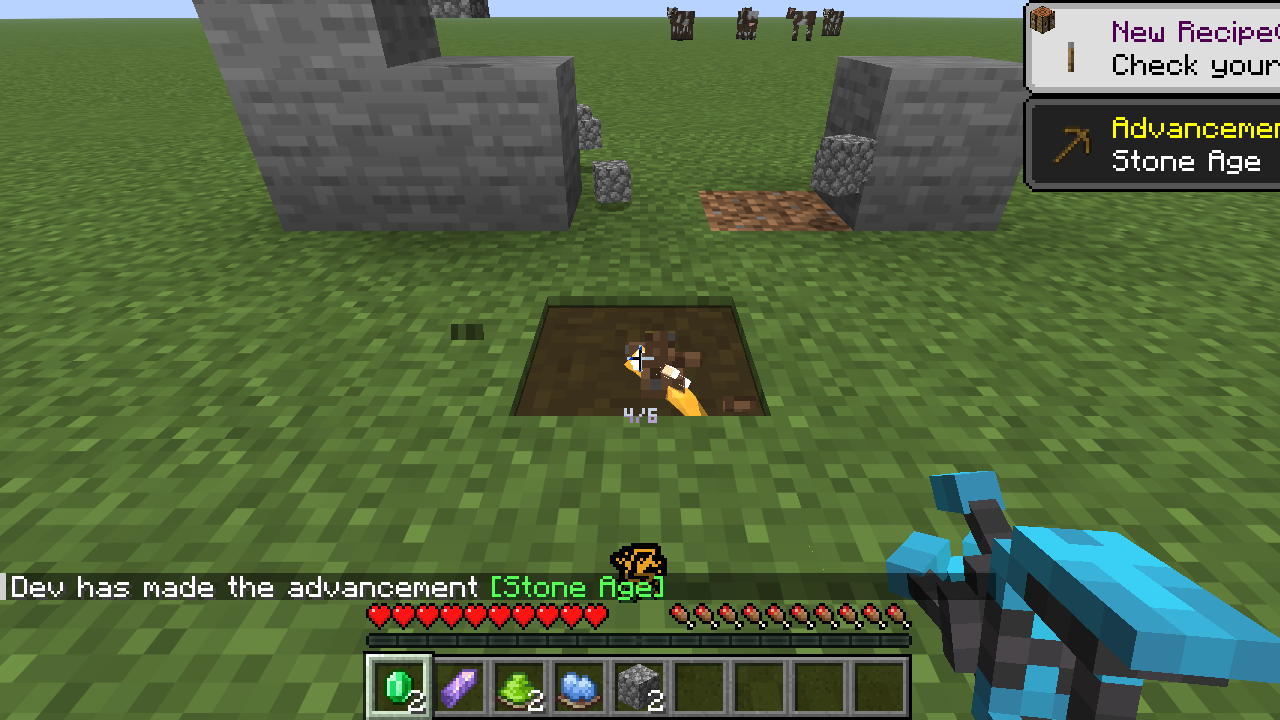 New Recipe
Check your
Advancemen
Stone Age
4/6
Dev has made the advancement [Stone Age]
2
2
2